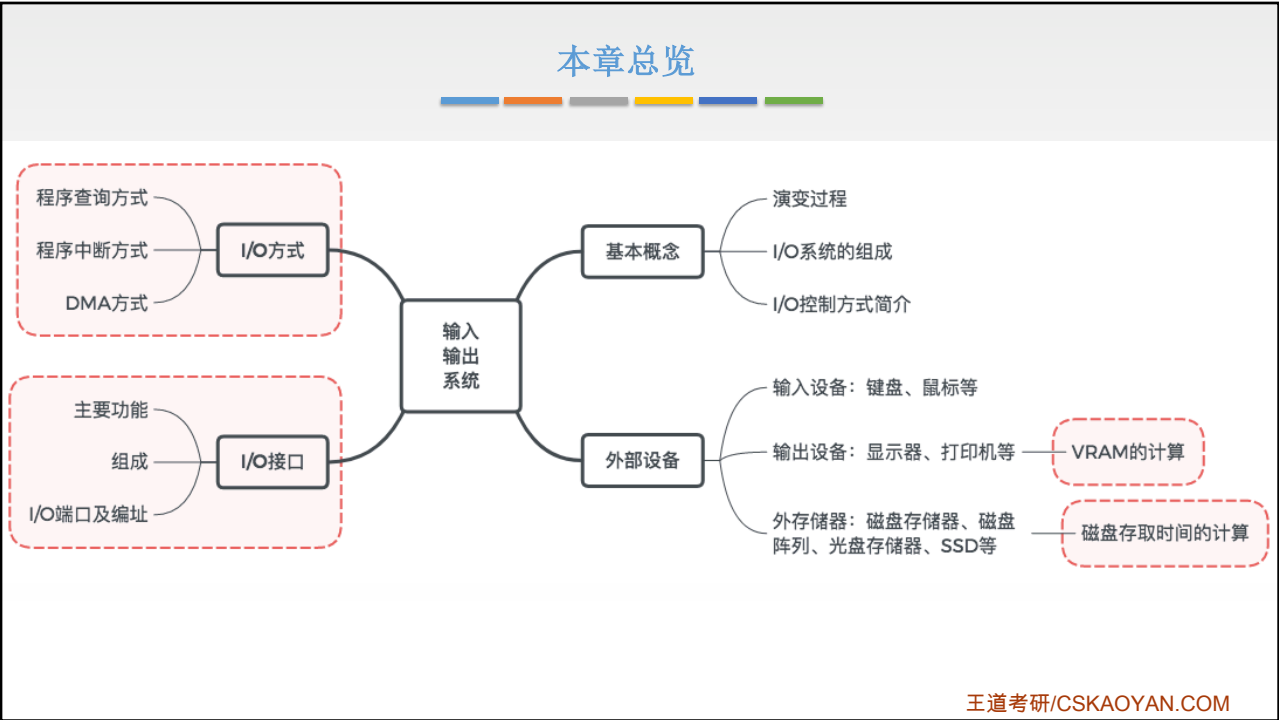 本章总览
程序查询方式
程序中断方式
DMA方式
I/O方式
主要功能
组成
I/O端口及编址
I/O接口
输入
输出
系统
基本概念
演变过程
I/O系统的组成
I/O控制方式简介
外部设备
输入设备：键盘、鼠标等
输出设备：显示器、打印机等
VRAM的计算
外存储器：磁盘存储器、磁盘
阵列、光盘存储器、SSD等
磁盘存取时间的计算
王道考研/CSKAOYAN.COM